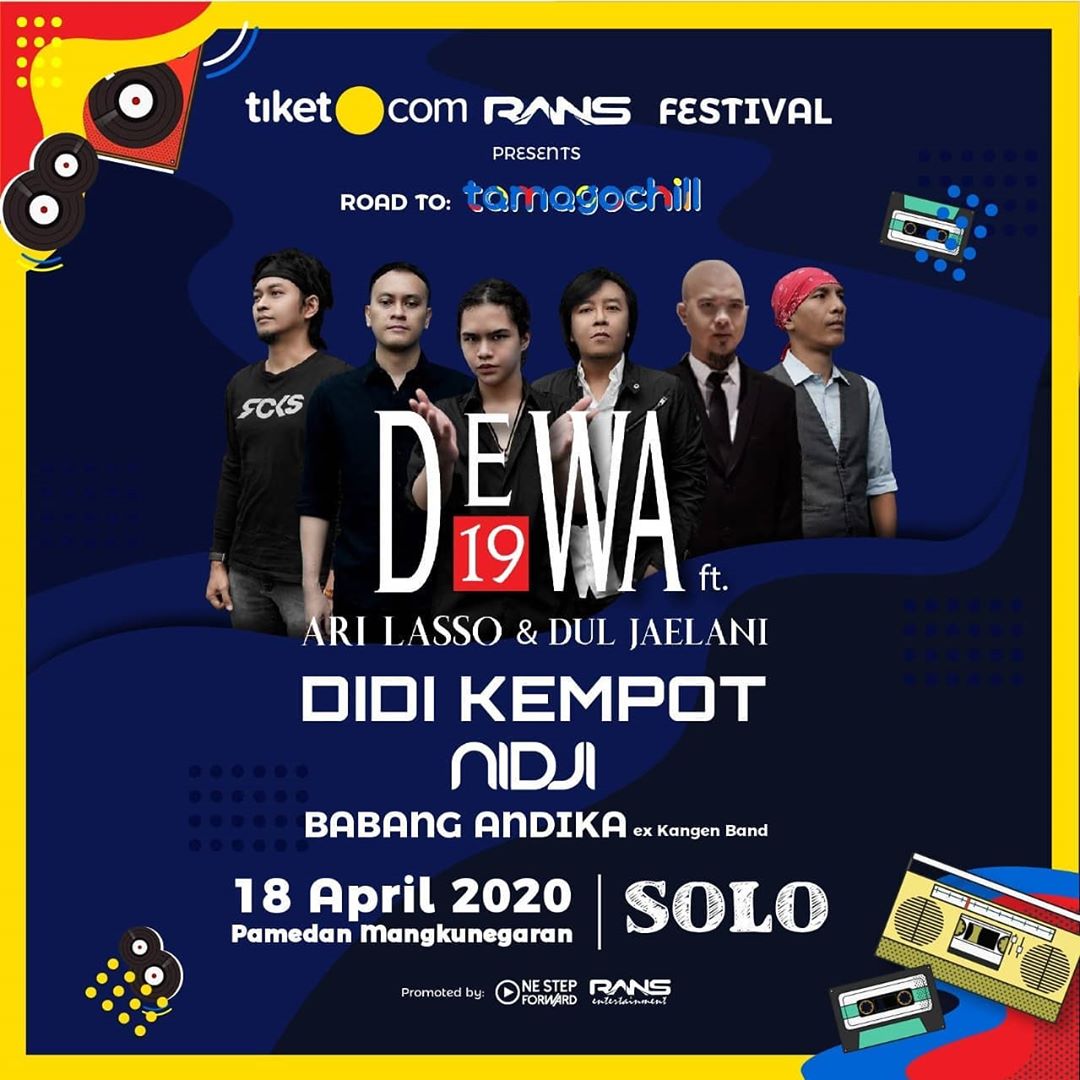 tiket.com RANS FESTIVAL
PRESENTS
ROAD TO: tamagochill
FCKS
DEWA
19
ft.
ARI LASSO & DUL JAELANI
DIDI KEMPOT
NIDJI
BABANG ANDIKA ex Kangen Band
18 April 2020
Pamedan Mangkunegaran
SOLO
Promoted by: ONE STEP FORWARD RANS entertainment